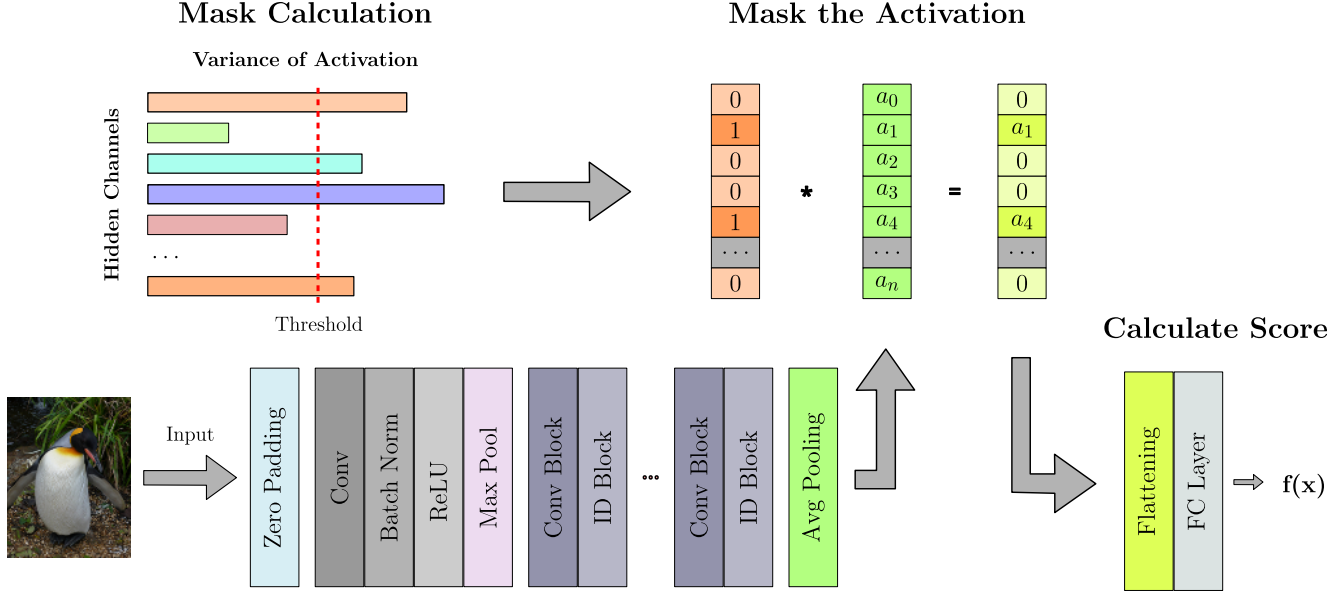 Mask Calculation
Mask the Activation
Variance of Activation
Hidden Channels
...
Threshold
0
1
0
0
1
...
0
*
a0
a1
a2
a3
a4
...
an
=
0
a1
0
0
a4
...
0
Calculate Score
Input
Zero Padding
Conv
Batch Norm
ReLU
Max Pool
Conv Block
ID Block
...
Conv Block
ID Block
Avg Pooling
Flattening
FC Layer
f(x)